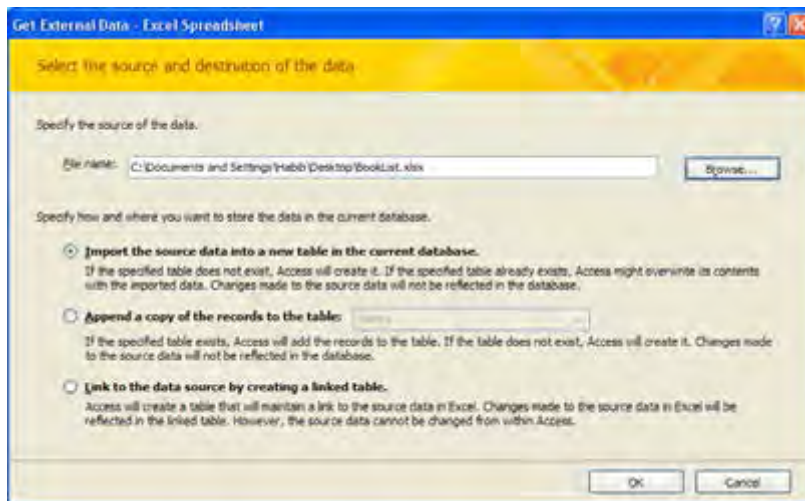 Get External Data - Excel Spreadsheet
Select the source and destination of the data
Specify the source of the data.
File name: C:\Documents and Settings\Habib\Desktop\BookList.xlsx Browse...
Specify how and where you want to store the data in the current database.
Import the source data into a new table in the current database.
If the specified table does not exist, Access will create it. If the specified table already exists, Access might overwrite its contents
with the imported data. Changes made to the source data will not be reflected in the database.
Append a copy of the records to the table:
If the specified table exists, Access will add the records to the table. If the table does not exist, Access will create it. Changes made
to the source data will not be reflected in the database.
Link to the data source by creating a linked table.
Access will create a table that will maintain a link to the source data in Excel. Changes made to the source data in Excel will be
reflected in the linked table. However, the source data cannot be changed from within Access.
OK Cancel